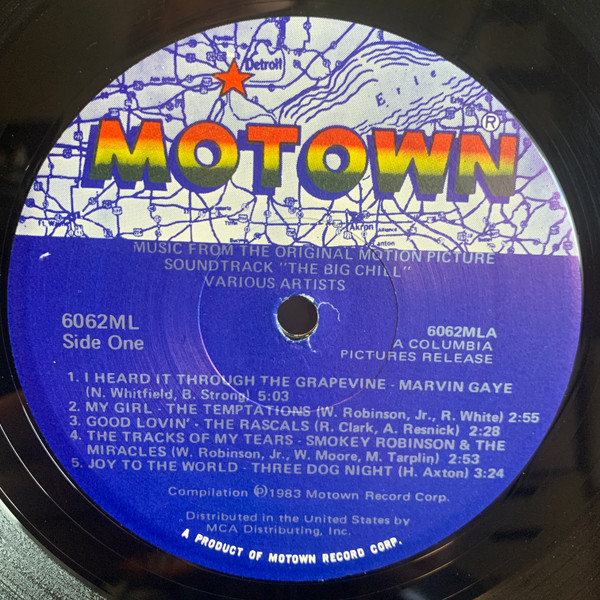 Detroit
Erie
Erie
MOTOWN®
Akron
Alliance
Canton
MUSIC FROM THE ORIGINAL MOTION PICTURE
SOUNDTRACK "THE BIG CHILL"
VARIOUS ARTISTS
6062ML
Side One
6062MLA
A COLUMBIA
PICTURES RELEASE
1. I HEARD IT THROUGH THE GRAPEVINE - MARVIN GAYE
(N. Whitfield, B. Strong) 5:03
2. MY GIRL - THE TEMPTATIONS (W. Robinson, Jr., R. White) 2:55
3. GOOD LOVIN' - THE RASCALS (R. Clark, A. Resnick) 2:28
4. THE TRACKS OF MY TEARS - SMOKEY ROBINSON & THE
MIRACLES (W. Robinson, Jr., W. Moore, M. Tarplin) 2:53
5. JOY TO THE WORLD - THREE DOG NIGHT (H. Axton) 3:24
Compilation ℗1983 Motown Record Corp.
Distributed in the United States by
MCA Distributing, Inc.
A PRODUCT OF MOTOWN RECORD CORP.